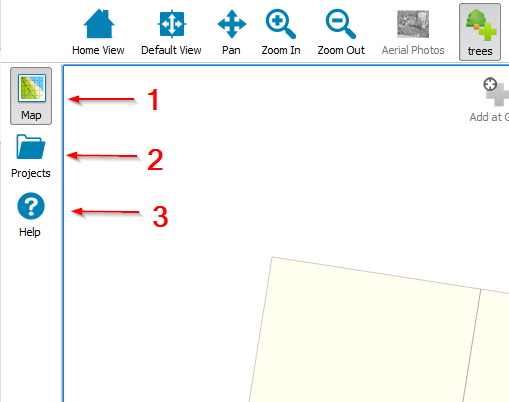 Home View Default View Pan Zoom In Zoom Out Aerial Photos trees
Map 1
Add at G
Projects 2
Help 3